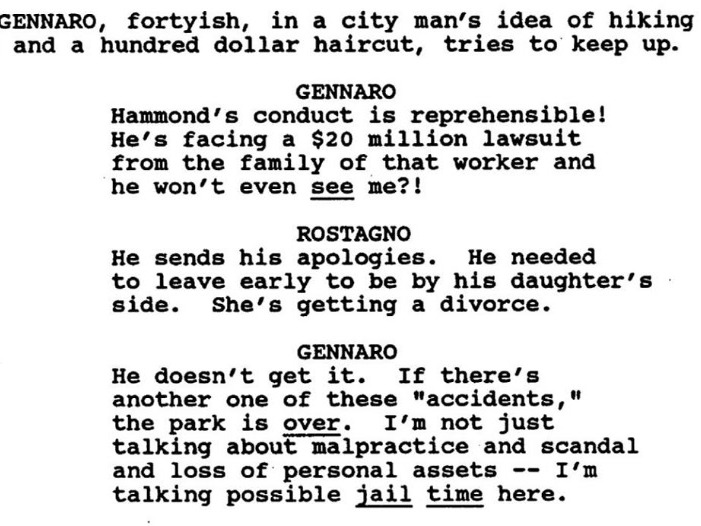 GENNARO, fortyish, in a city man's idea of hiking
and a hundred dollar haircut, tries to keep up.
GENNARO
Hammond's conduct is reprehensible!
He's facing a $20 million lawsuit
from the family of that worker and
he won't even see me?!
ROSTAGNO
He sends his apologies. He needed
to leave early to be by his daughter's
side. She's getting a divorce.
GENNARO
He doesn't get it. If there's
another one of these "accidents,"
the park is over. I'm not just
talking about malpractice and scandal
and loss of personal assets -- I'm
talking possible jail time here.